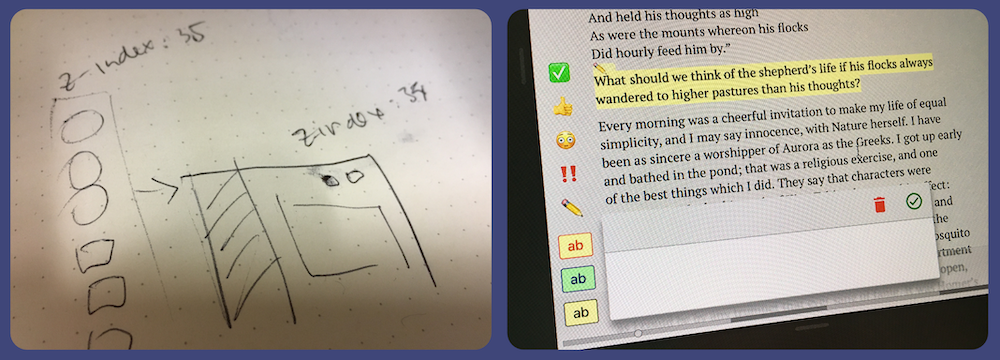 z-index: 35
zindex: 34
And held his thoughts as high
As were the mounts whereon his flocks
Did hourly feed him by."
What should we think of the shepherd's life if his flocks always
wandered to higher pastures than his thoughts?
Every morning was a cheerful invitation to make my life of equal
simplicity, and I may say innocence, with Nature herself. I have
been as sincere a worshipper of Aurora as the Greeks. I got up early
and bathed in the pond; that was a religious exercise, and one
of the best things which I did. They say that characters were
and
the
rtment
open,
ab
ab
ab